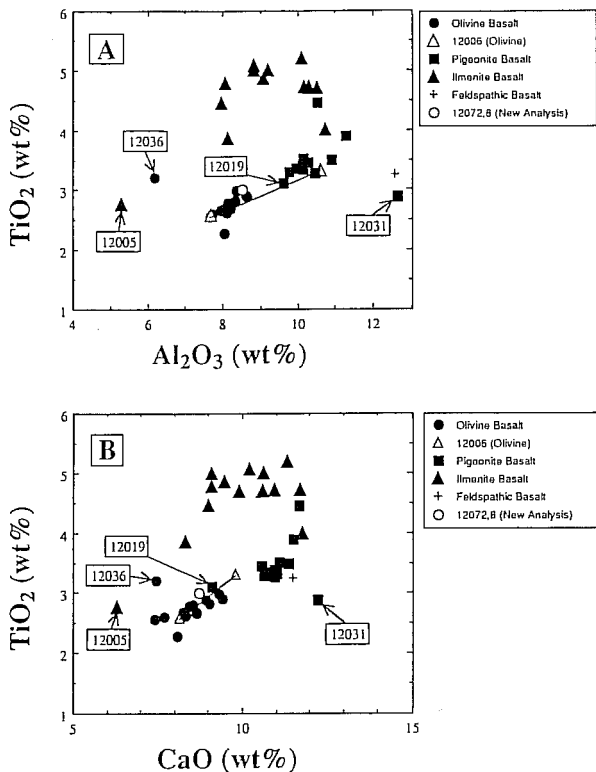 A
6
5
4
3
2
1
TiO₂ (wt%)
12036
12019
12005
12031
4 6 8 10 12
Al₂O₃ (wt%)
Olivine Basalt
12006 (Olivine)
Pigeonite Basalt
Ilmenite Basalt
Feldspathic Basalt
12072,8 (New Analysis)
B
6
5
4
3
2
1
TiO₂ (wt%)
12019
12036
12005
12031
5 10 15
CaO (wt%)
Olivine Basalt
12006 (Olivine)
Pigeonite Basalt
Ilmenite Basalt
Feldspathic Basalt
12072,8 (New Analysis)